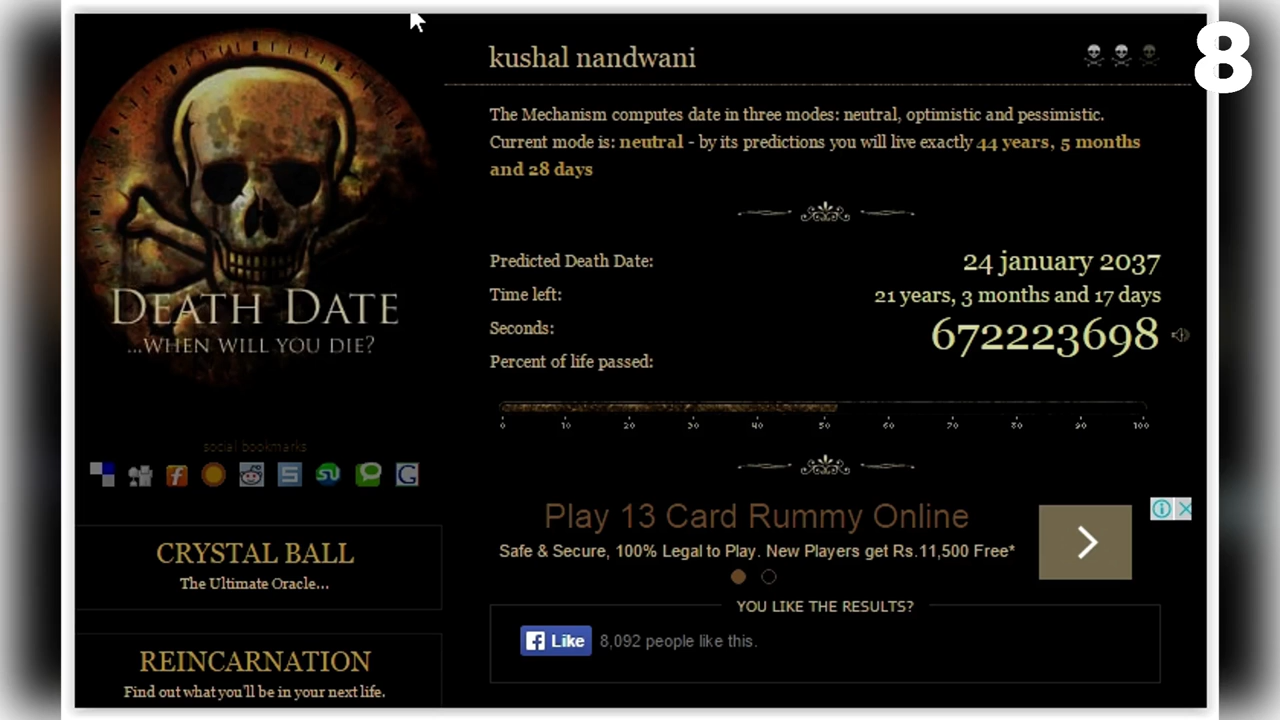 8
kushal nandwani
The Mechanism computes date in three modes: neutral, optimistic and pessimistic.
Current mode is: neutral - by its predictions you will live exactly 44 years, 5 months
and 28 days
Predicted Death Date: 24 january 2037
Time left: 21 years, 3 months and 17 days
Seconds: 672223698
Percent of life passed:
0 10 20 30 40 50 60 70 80 90 100
DEATH DATE
...WHEN WILL YOU DIE?
social bookmarks
CRYSTAL BALL
The Ultimate Oracle...
REINCARNATION
Find out what you'll be in your next life.
Play 13 Card Rummy Online
Safe & Secure, 100% Legal to Play. New Players get Rs.11,500 Free*
YOU LIKE THE RESULTS?
Like 8,092 people like this.